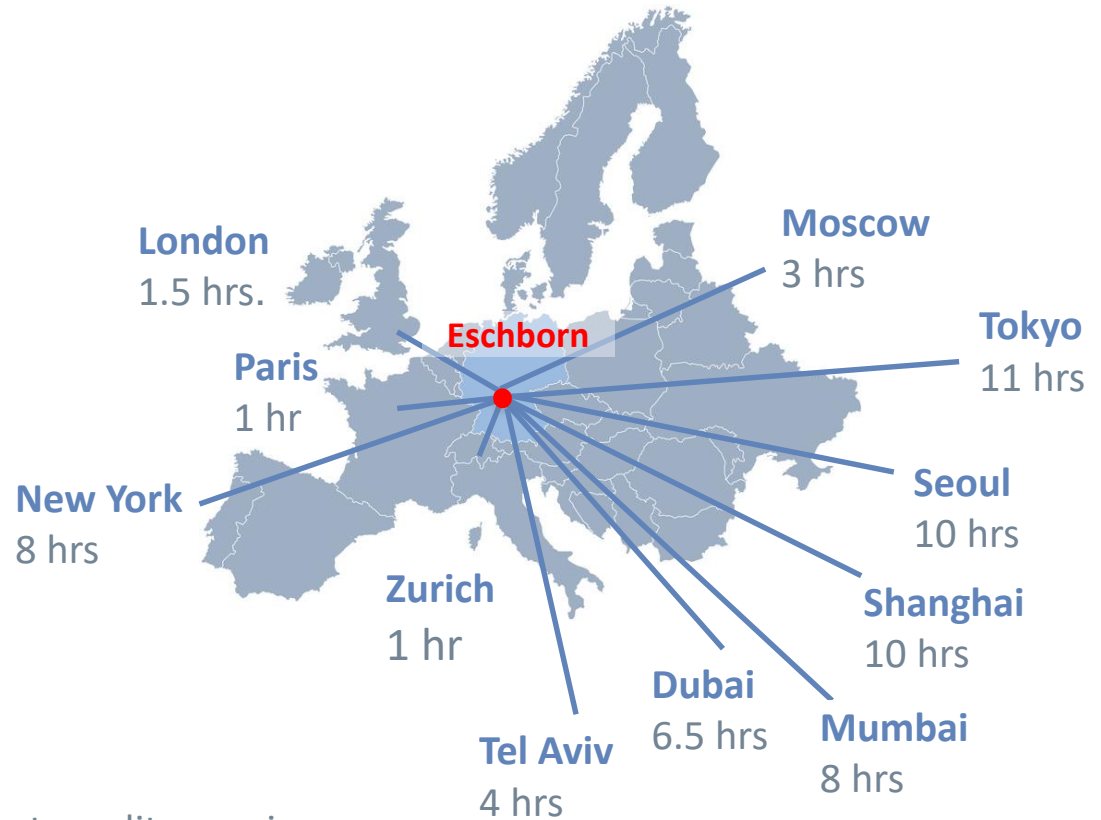 London
1.5 hrs.
Moscow
3 hrs
Eschborn
Tokyo
11 hrs
Paris
1 hr
Seoul
10 hrs
New York
8 hrs
Zurich
1 hr
Shanghai
10 hrs
Dubai
6.5 hrs
Mumbai
8 hrs
Tel Aviv
4 hrs